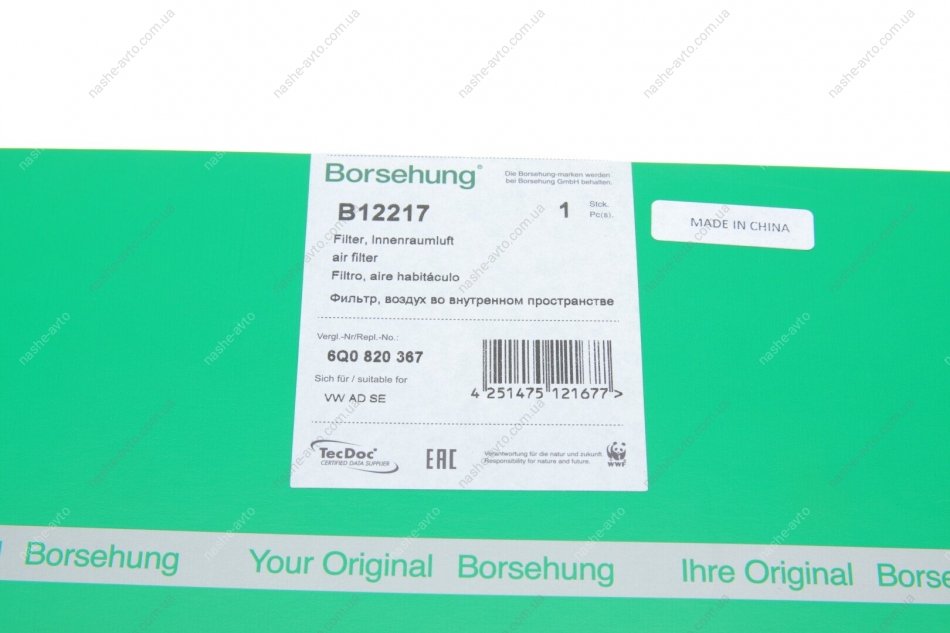 Borsehung®
Die Borsehung-marken werden
bei Borsehung GmbH behalten.
B12217
1
Stck.
Pc(s).
MADE IN CHINA
Filter, Innenraumluft
air filter
Filtro, aire habitáculo
Фильтр, воздух во внутренном пространстве
Vergl.-Nr/Repl.-No.:
6Q0 820 367
Sich für / suitable for
VW AD SE
4 251475 121677 >
TecDoc®
CERTIFIED DATA SUPPLIER
EAC
Verantwortung für die natur und zukunft.
Responsibility for nature and future.
WWF
Borsehung Your Original Borsehung Ihre Original Borse
nashe-avto.com.ua